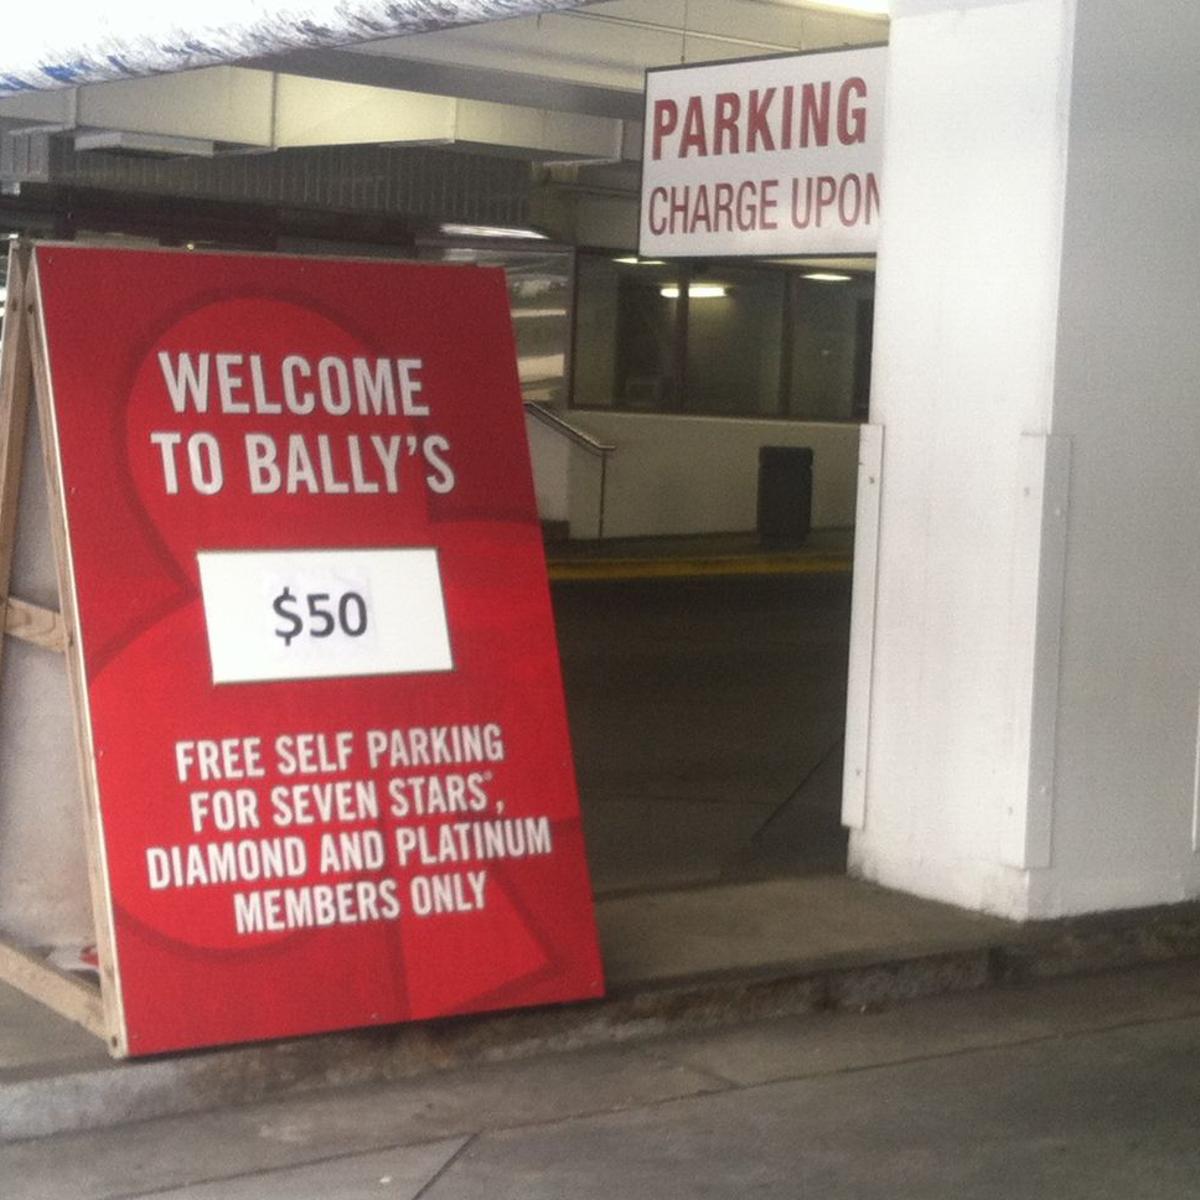 PARKING
CHARGE UPON
WELCOME
TO BALLY'S
$50
FREE SELF PARKING
FOR SEVEN STARS®,
DIAMOND AND PLATINUM
MEMBERS ONLY